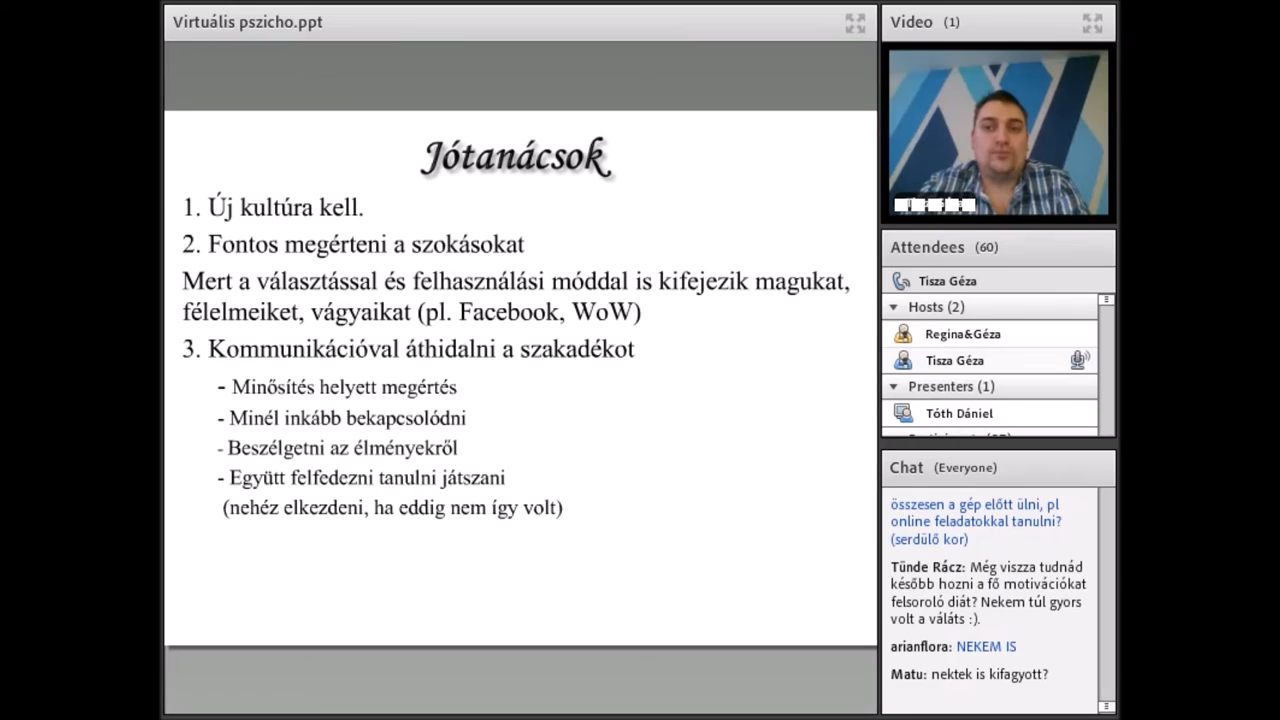 Virtuális pszicho.ppt
Jótanácsok
1. Új kultúra kell.
2. Fontos megérteni a szokásokat
Mert a választással és felhasználási móddal is kifejezik magukat,
félelmeiket, vágyaikat (pl. Facebook, WoW)
3. Kommunikációval áthidalni a szakadékot
- Minősítés helyett megértés
- Minél inkább bekapcsolódni
- Beszélgetni az élményekről
- Együtt felfedezni tanulni játszani
(nehéz elkezdeni, ha eddig nem így volt)
Video (1)
Attendees (60)
Tisza Géza
Hosts (2)
Regina&Géza
Tisza Géza
Presenters (1)
Tóth Dániel
Chat (Everyone)
összesen a gép előtt ülni, pl
online feladatokkal tanulni?
(serdülő kor)
Tünde Rácz: Még viszza tudnád
később hozni a fő motivációkat
felsoroló diát? Nekem túl gyors
volt a váláts :).
arianflora: NEKEM IS
Matu: nektek is kifagyott?